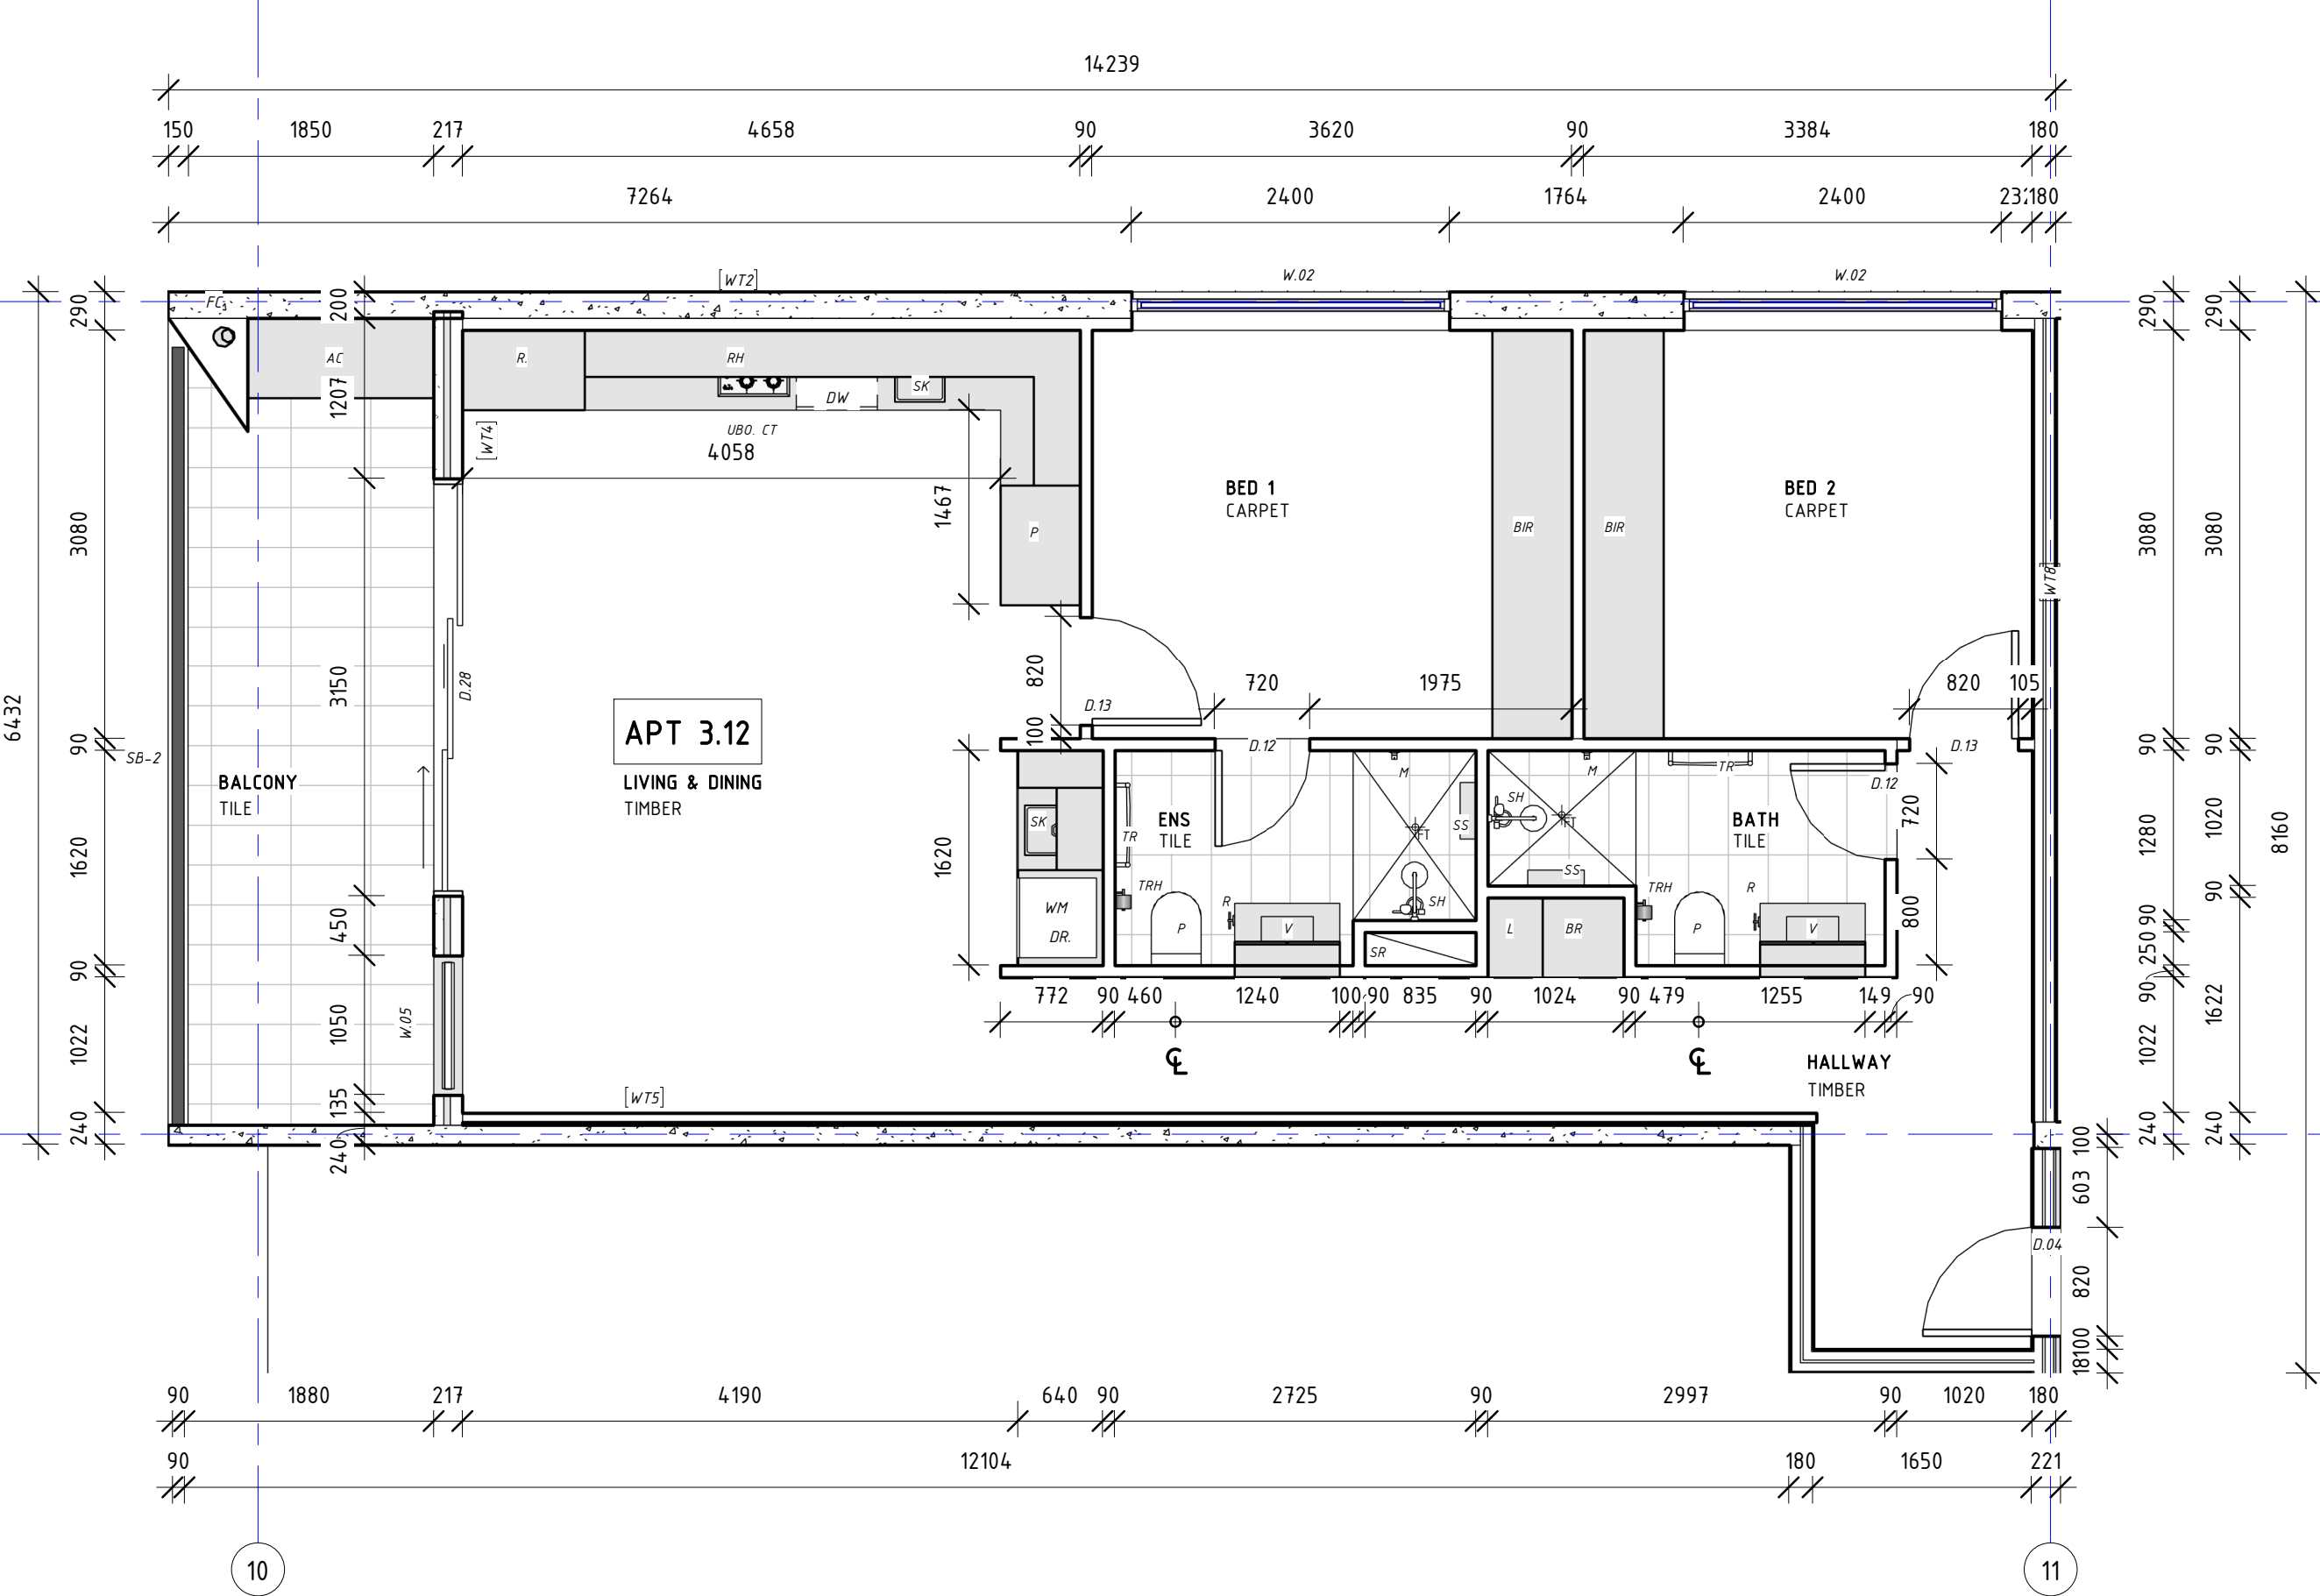 14239
150 1850 217 4658 90 3620 90 3384 180
7264 2400 1764 2400 180
[WT2] W.02 W.02
FC
AC R. RH
DW SK
UBO. CT
4058
[WT4]
1467
P
BED 1
CARPET
BED 2
CARPET
BIR BIR
WT8
6432
290
3080
90
1620
90
1022
240
SB-2
200
1207
3150
450
1050
135
240
D.28
W.05
APT 3.12
LIVING & DINING
TIMBER
BALCONY
TILE
820
100
D.13
720 1975 820 105
D.12 D.13
D.12
1620
SK
WM
DR.
ENS
TILE
TR
TRH
P
R
V
M
SS
FT
SH
SR
SH
M
FT
SS
TR
BATH
TILE
L BR
TRH
P
R
V
720
800
772 90 460 1240 100 90 835 90 1024 90 479 1255 149 90
℄ ℄
HALLWAY
TIMBER
[WT5]
D.04
100
603
820
100
18
290
3080
90
1280
90
250
90
1022
240
290
3080
90
1020
90
1622
240
8160
90 1880 217 4190 640 90 2725 90 2997 90 1020 180
90 12104 180 1650 221
10 11